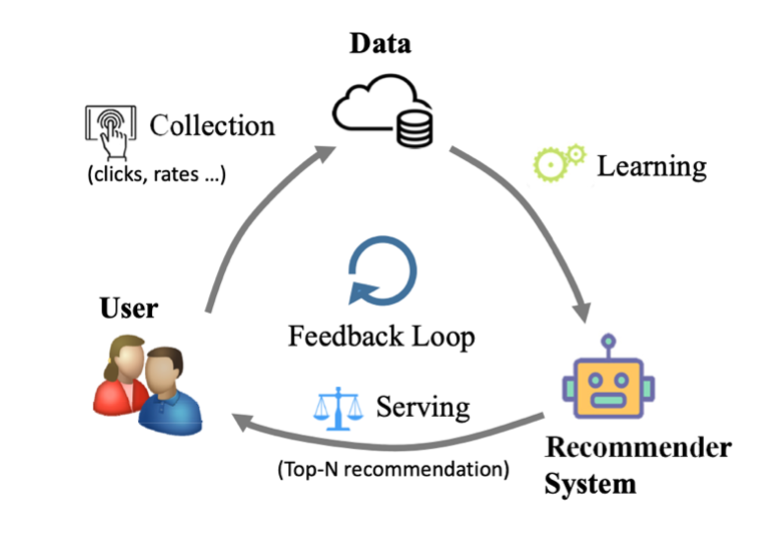 Data
Collection
(clicks, rates ...)
Learning
User
Feedback Loop
Serving
(Top-N recommendation)
Recommender
System